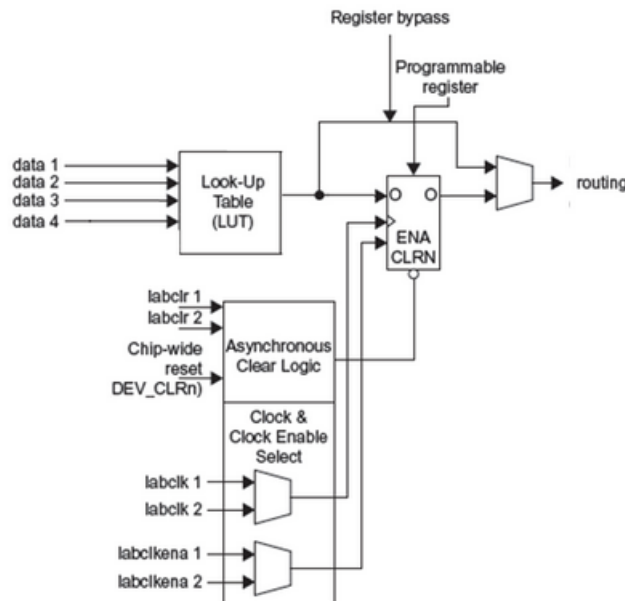 Register bypass
Programmable
register
data 1
data 2
data 3
data 4
Look-Up
Table
(LUT)
O O
ENA
CLRN
routing
labclr 1
labclr 2
Chip-wide
reset
DEV_CLRn)
Asynchronous
Clear Logic
Clock &
Clock Enable
Select
labclk 1
labclk 2
labclkena 1
labclkena 2